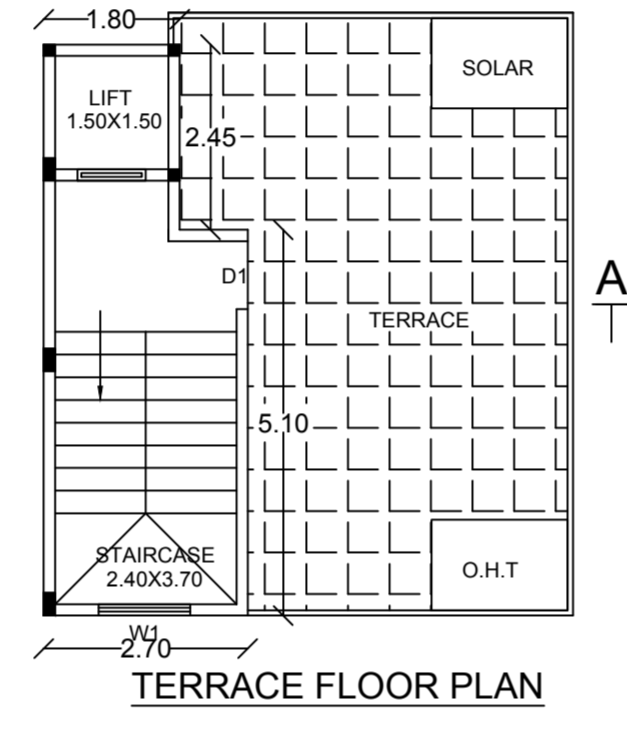 1.80
LIFT
1.50X1.50
SOLAR
2.45
D1
A
TERRACE
5.10
STAIRCASE
2.40X3.70
O.H.T
W1
2.70
TERRACE FLOOR PLAN